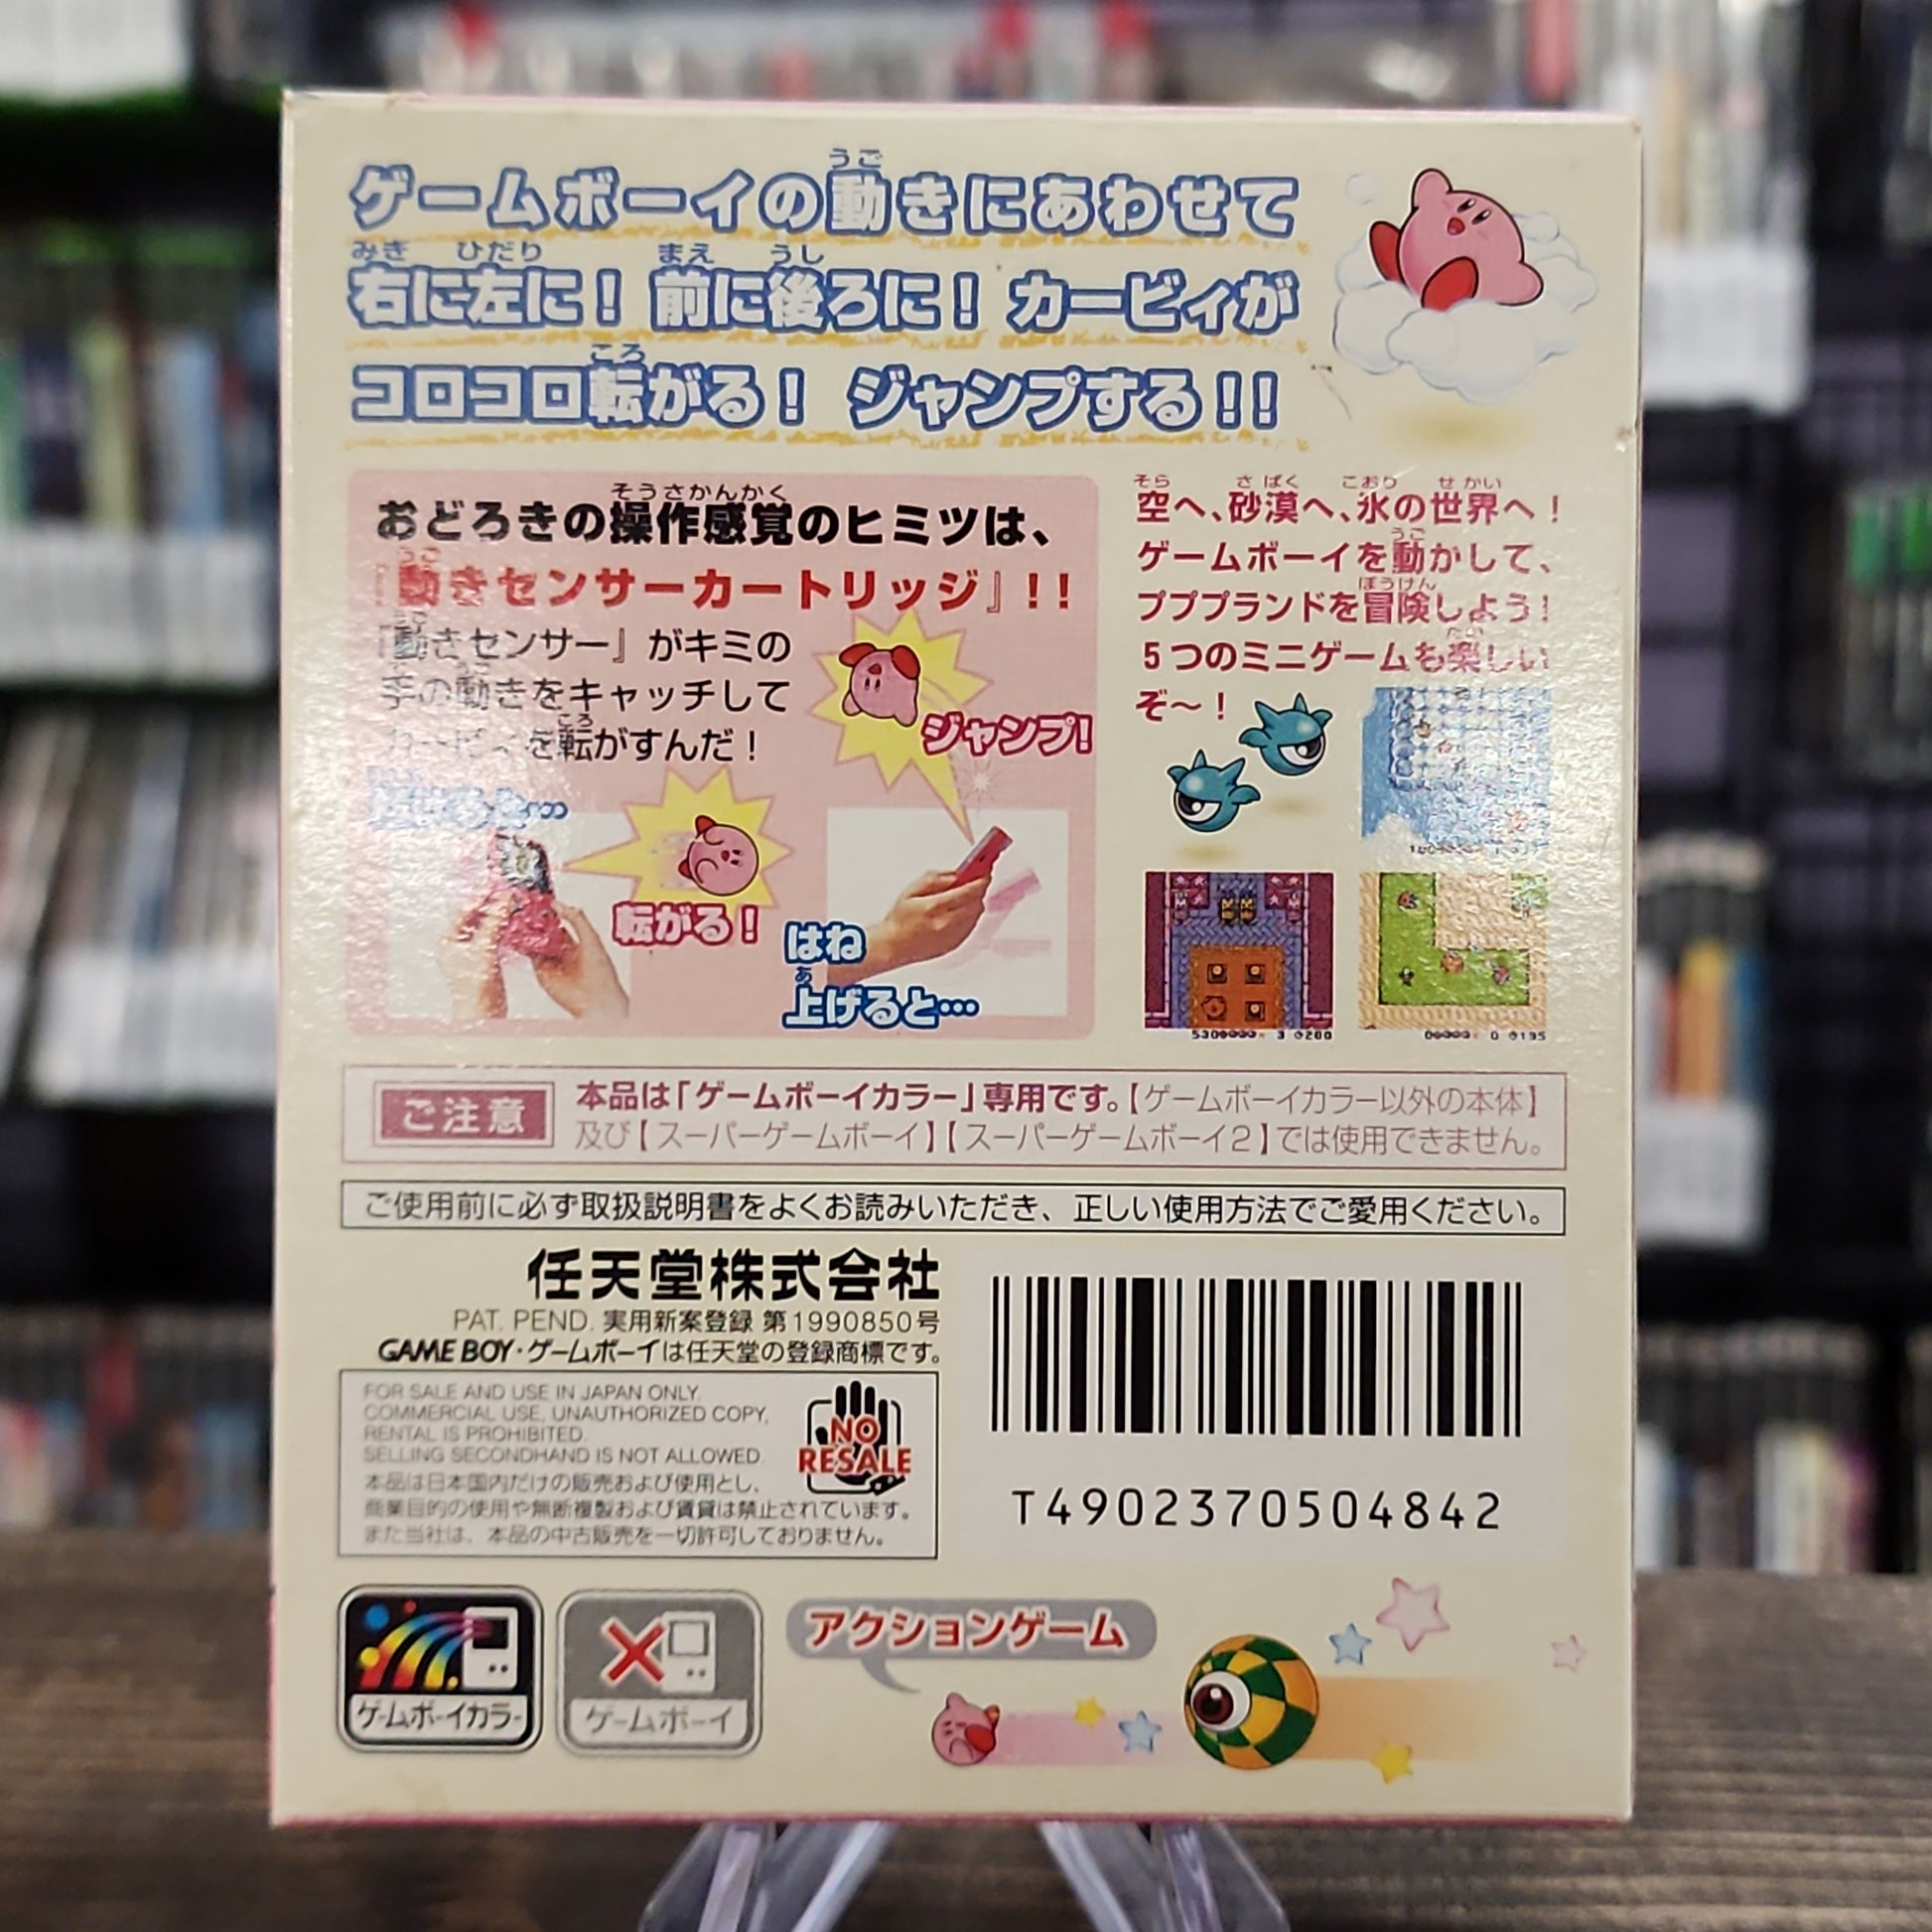 ゲームボーイの動きにあわせて
右に左に！ 前に後ろに！ カービィが
コロコロ転がる！ ジャンプする！！
おどろきの操作感覚のヒミツは、
『動きセンサーカートリッジ』！！
『動きセンサー』がキミの
手の動きをキャッチして
カービィを転がすんだ！
ジャンプ！
転がる！
はね
上げると…
空へ、砂漠へ、氷の世界へ！
ゲームボーイを動かして、
プププランドを冒険しよう！
5つのミニゲームも楽しい
ぞ〜！
ご注意
本品は「ゲームボーイカラー」専用です。【ゲームボーイカラー以外の本体】
及び【スーパーゲームボーイ】【スーパーゲームボーイ2】では使用できません。
ご使用前に必ず取扱説明書をよくお読みいただき、正しい使用方法でご愛用ください。
任天堂株式会社
PAT. PEND. 実用新案登録 第1990850号
GAME BOY・ゲームボーイは任天堂の登録商標です。
FOR SALE AND USE IN JAPAN ONLY.
COMMERCIAL USE, UNAUTHORIZED COPY,
RENTAL IS PROHIBITED.
SELLING SECONDHAND IS NOT ALLOWED.
本品は日本国内だけの販売および使用とし、
商業目的の使用や無断複製および賃貸は禁止されています。
また当社は、本品の中古販売を一切許可しておりません。
NO
RESALE
T4902370504842
ゲームボーイカラー
ゲームボーイ
アクションゲーム